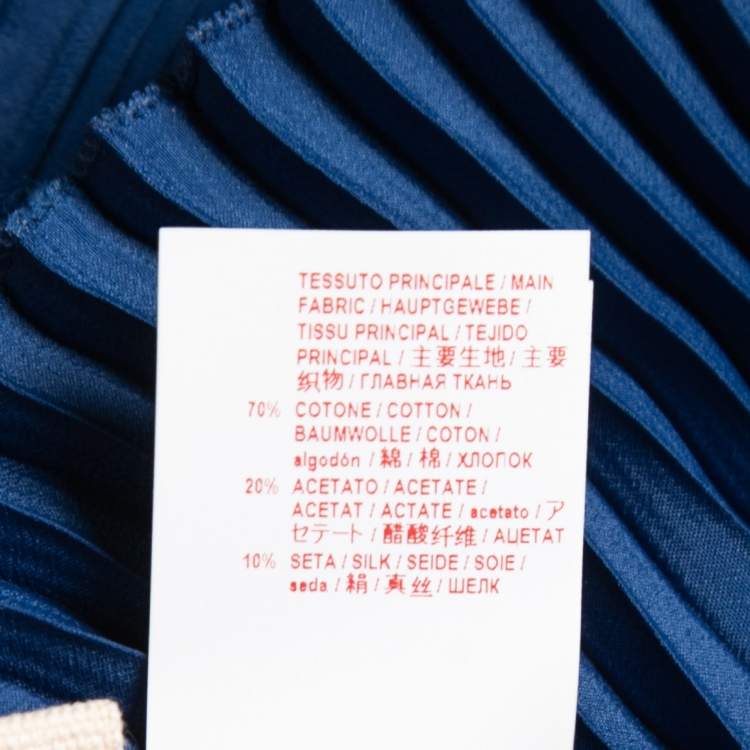 TESSUTO PRINCIPALE / MAIN
FABRIC / HAUPTGEWEBE /
TISSU PRINCIPAL / TEJIDO
PRINCIPAL / 主要生地 / 主要
织物 / ГЛАВНАЯ ТКАНЬ
70% COTONE / COTTON /
BAUMWOLLE / COTON /
algodón / 綿 / 棉 / ХЛОПОК
20% ACETATO / ACETATE /
ACETAT / ACTATE / acetato / ア
セテート / 醋酸纤维 / АЦЕТАТ
10% SETA / SILK / SEIDE / SOIE /
seda / 絹 / 真丝 / ШЕЛК